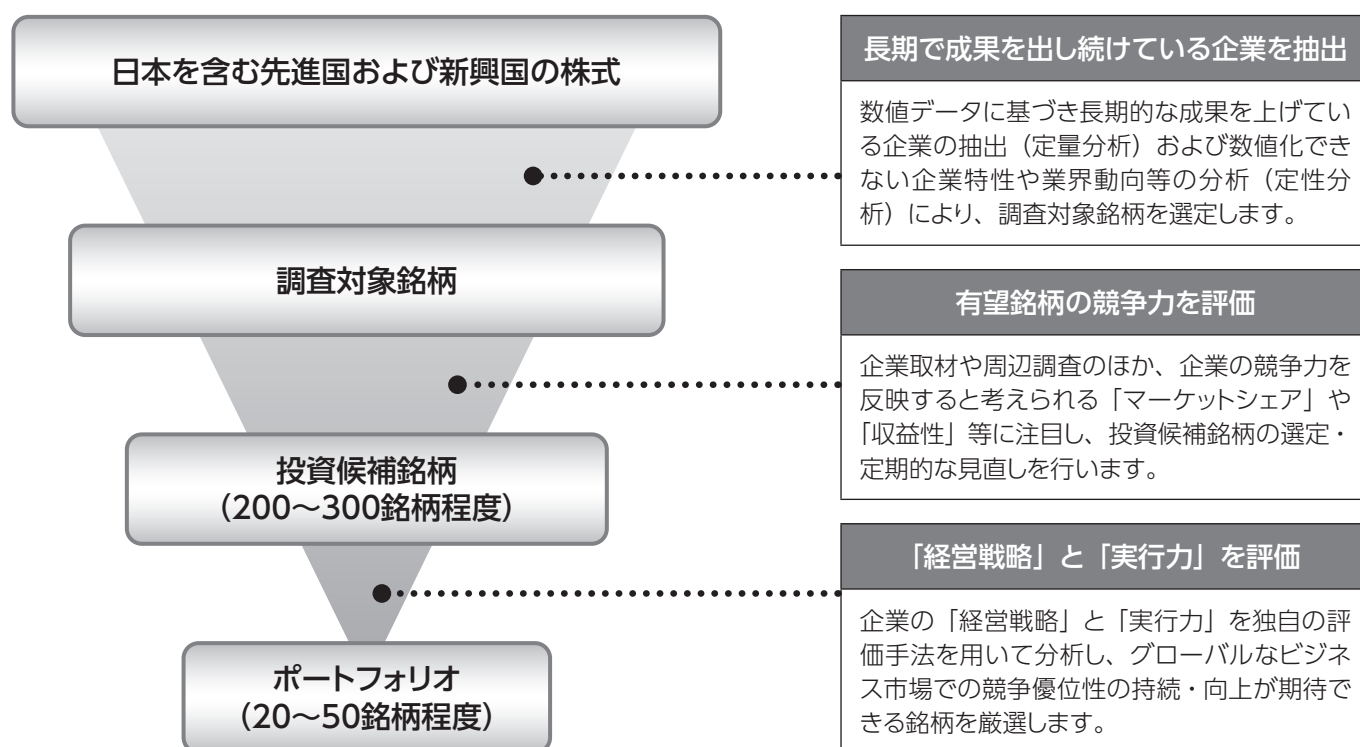 日本を含む先進国および新興国の株式
長期で成果を出し続けている企業を抽出
数値データに基づき長期的な成果を上げてい
る企業の抽出（定量分析）および数値化でき
ない企業特性や業界動向等の分析（定性分
析）により、調査対象銘柄を選定します。
調査対象銘柄
有望銘柄の競争力を評価
企業取材や周辺調査のほか、企業の競争力を
反映すると考えられる「マーケットシェア」や
「収益性」等に注目し、投資候補銘柄の選定・
定期的な見直しを行います。
投資候補銘柄
（200～300銘柄程度）
「経営戦略」と「実行力」を評価
企業の「経営戦略」と「実行力」を独自の評
価手法を用いて分析し、グローバルなビジネ
ス市場での競争優位性の持続・向上が期待で
きる銘柄を厳選します。
ポートフォリオ
（20～50銘柄程度）